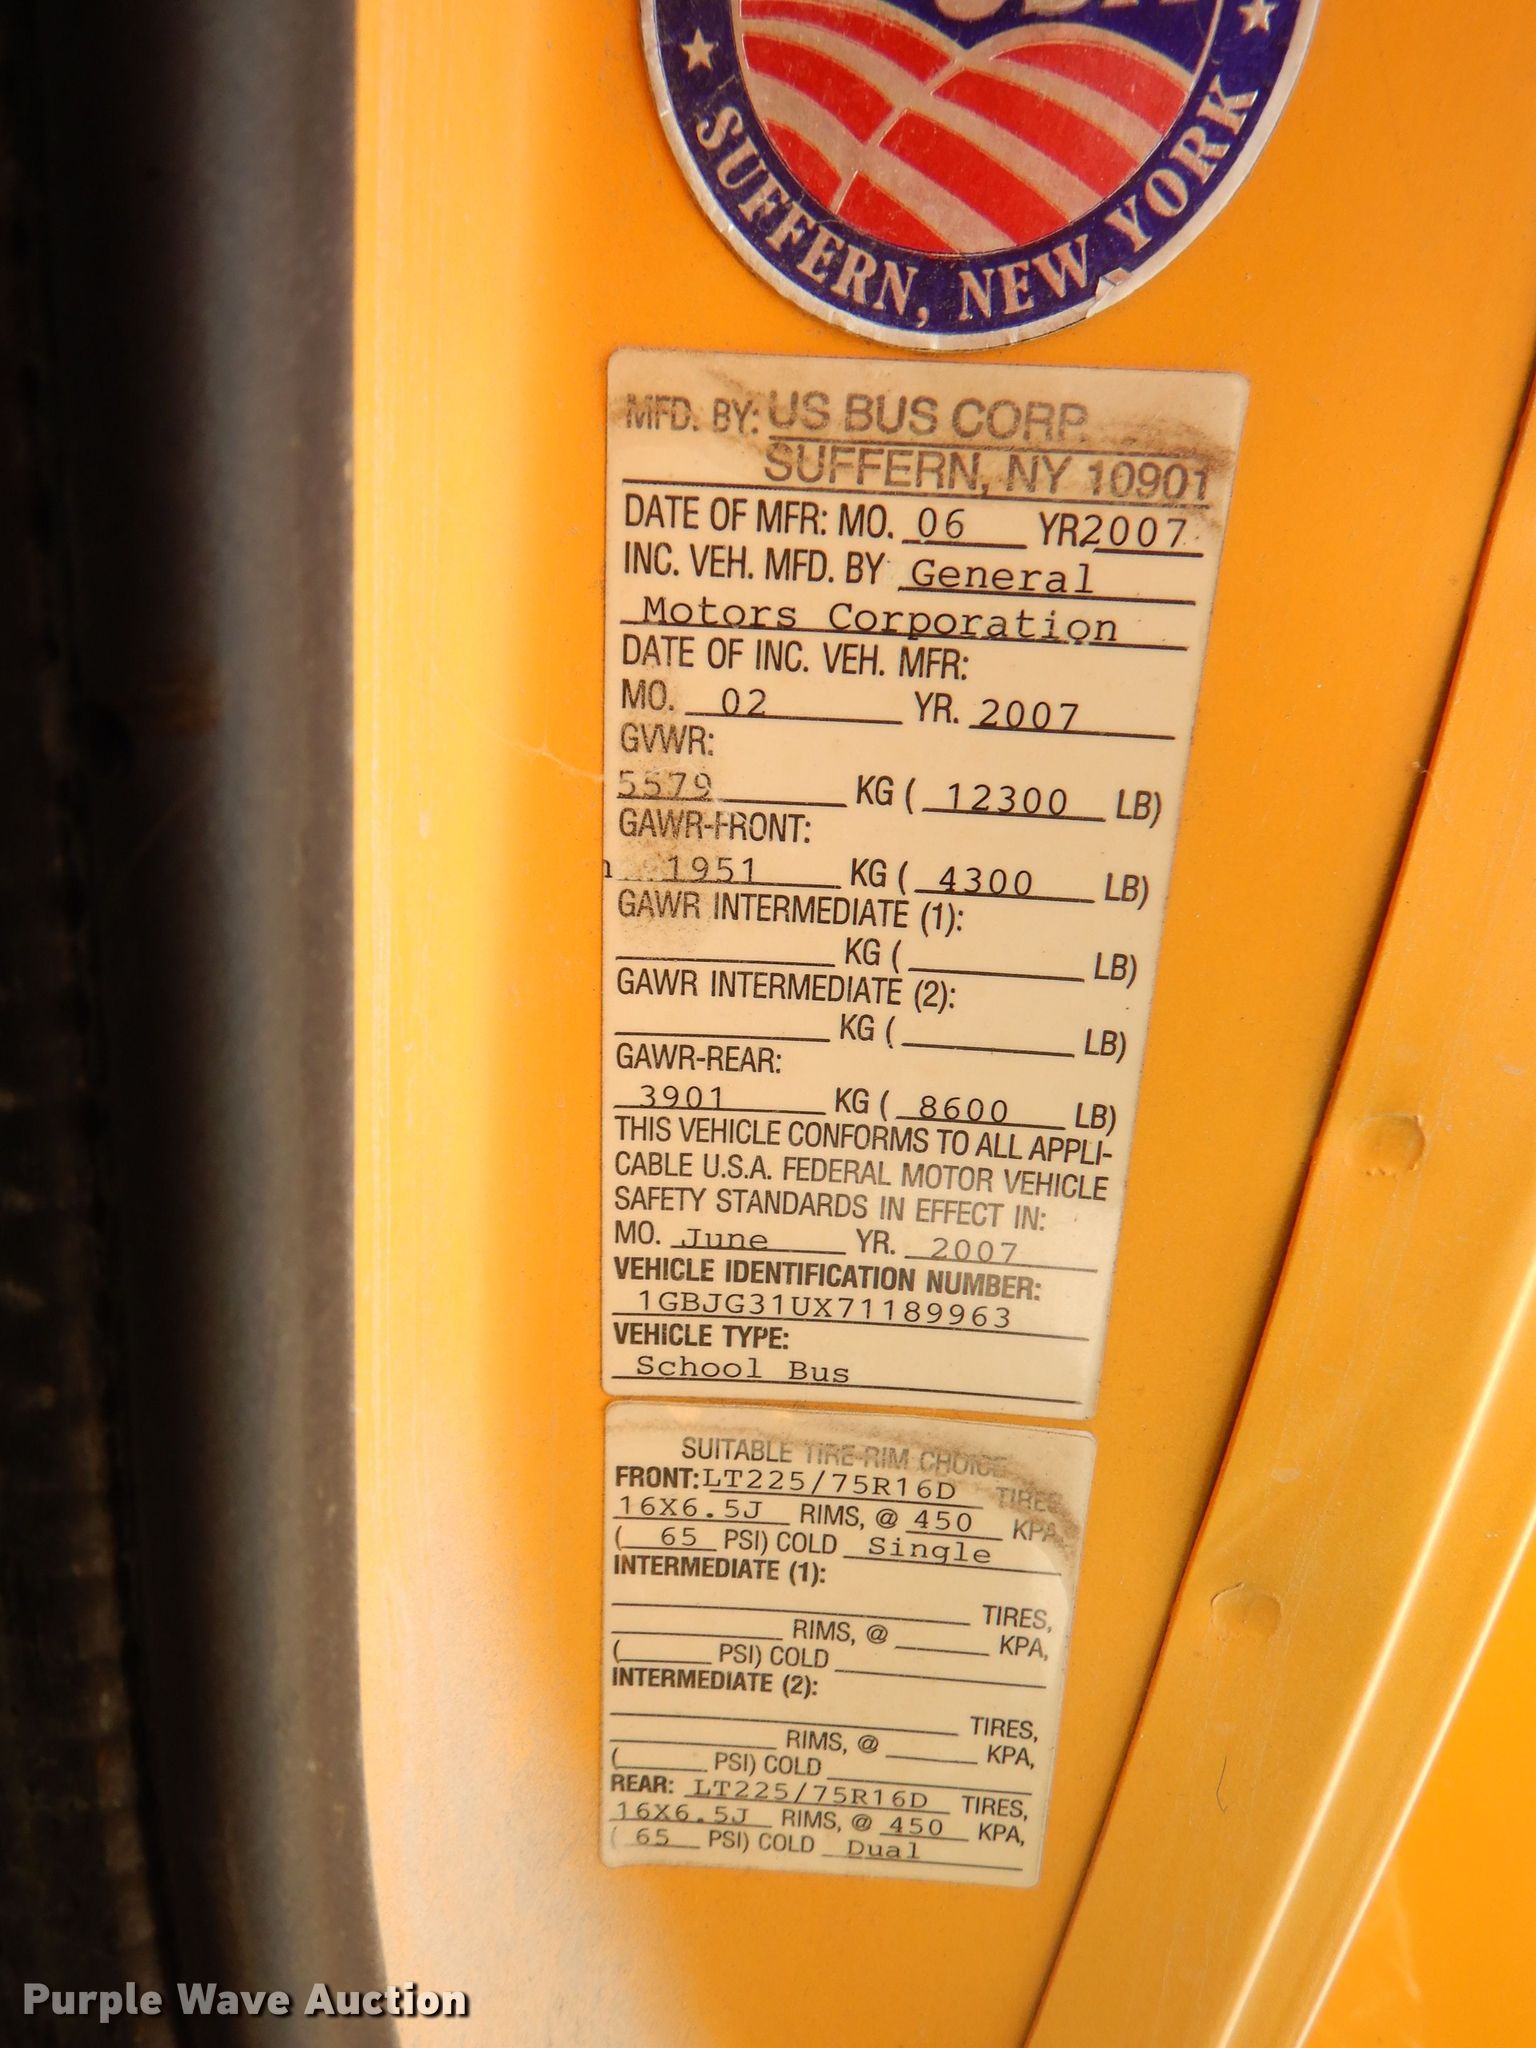 SUFFERN, NEW YORK
MFD. BY: US BUS CORP.
SUFFERN, NY 10901
DATE OF MFR: MO. 06 YR 2007
INC. VEH. MFD. BY General
Motors Corporation
DATE OF INC. VEH. MFR:
MO. 02 YR. 2007
GVWR:
5579 KG ( 12300 LB)
GAWR-FRONT:
1951 KG ( 4300 LB)
GAWR INTERMEDIATE (1):
KG ( LB)
GAWR INTERMEDIATE (2):
KG ( LB)
GAWR-REAR:
3901 KG ( 8600 LB)
THIS VEHICLE CONFORMS TO ALL APPLI-
CABLE U.S.A. FEDERAL MOTOR VEHICLE
SAFETY STANDARDS IN EFFECT IN:
MO. June YR. 2007
VEHICLE IDENTIFICATION NUMBER:
1GBJG31UX71189963
VEHICLE TYPE:
School Bus
SUITABLE TIRE-RIM CHOICE
FRONT: LT225/75R16D TIRES
16X6.5J RIMS, @ 450 KPA
( 65 PSI) COLD Single
INTERMEDIATE (1):
TIRES,
RIMS, @ KPA,
( PSI) COLD
INTERMEDIATE (2):
TIRES,
RIMS, @ KPA,
( PSI) COLD
REAR: LT225/75R16D TIRES,
16X6.5J RIMS, @ 450 KPA,
( 65 PSI) COLD Dual
Purple Wave Auction